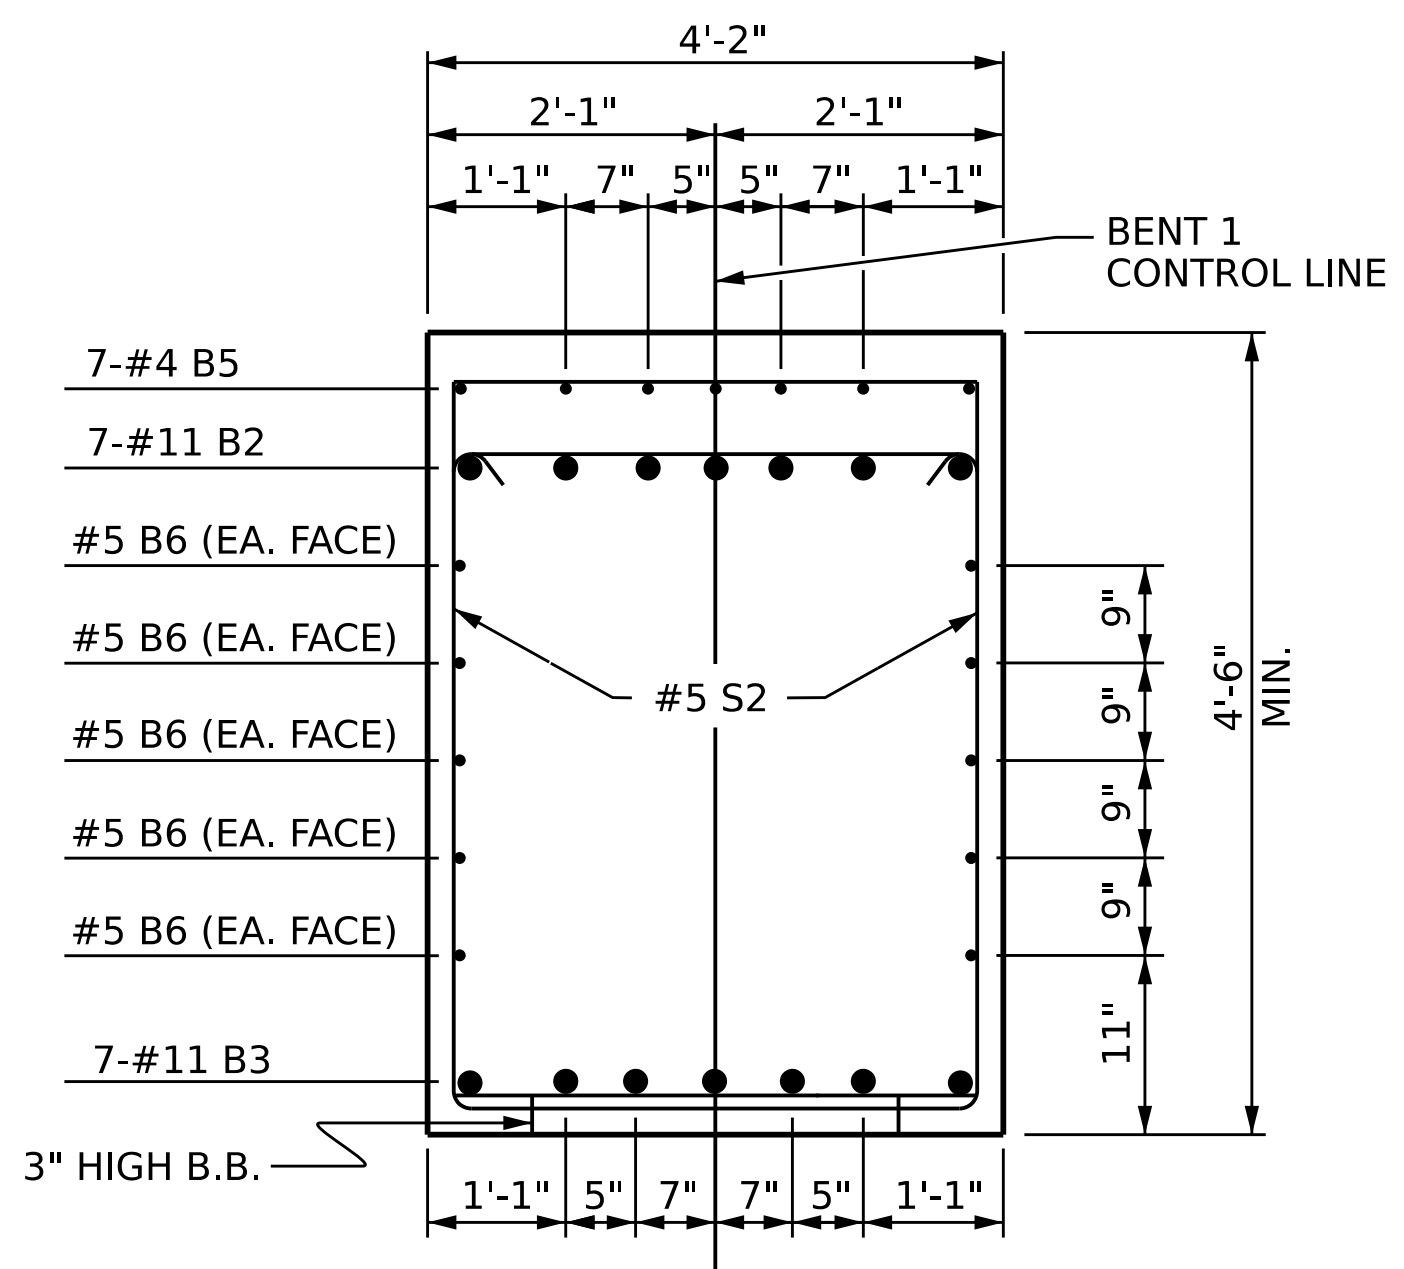 4'-2"
2'-1" 2'-1"
1'-1" 7" 5" 5" 7" 1'-1"
BENT 1
CONTROL LINE
7-#4 B5
7-#11 B2
#5 B6 (EA. FACE)
#5 B6 (EA. FACE)
#5 B6 (EA. FACE)
#5 B6 (EA. FACE)
#5 B6 (EA. FACE)
7-#11 B3
3" HIGH B.B.
#5 S2
9"
9"
9"
9"
11"
4'-6"
MIN.
1'-1" 5" 7" 7" 5" 1'-1"